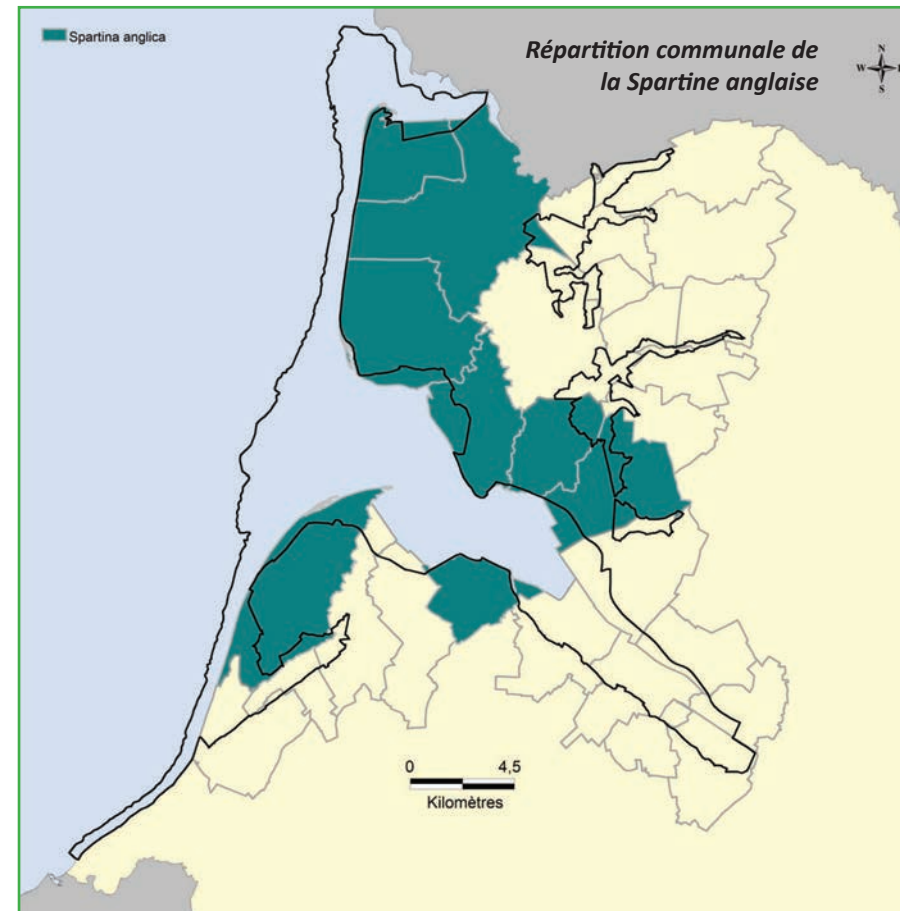 Spartina anglica
Répartition communale de
la Spartine anglaise
N
W E
S
0 4,5
Kilomètres